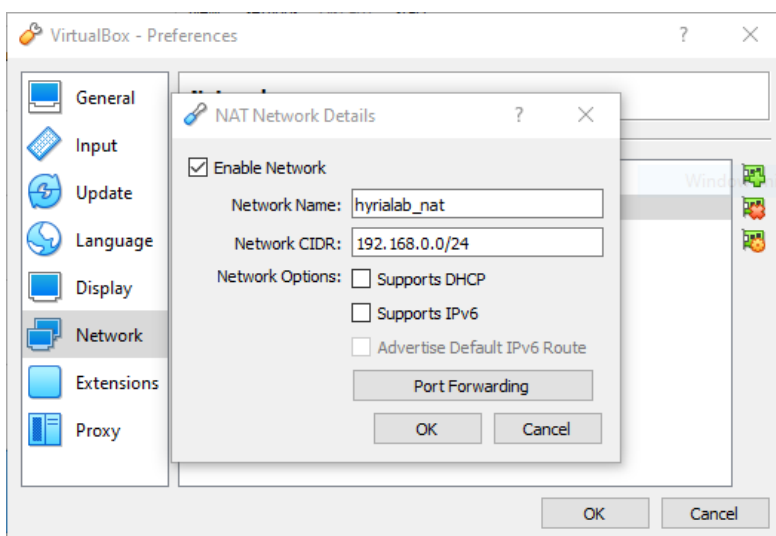 VirtualBox - Preferences
?
General
Input
Update
Language
Display
Network
Extensions
Proxy
NAT Network Details
?
Enable Network
Network Name: hyrialab_nat
Network CIDR: 192.168.0.0/24
Network Options: Supports DHCP
Supports IPv6
Advertise Default IPv6 Route
Port Forwarding
OK Cancel
OK Cancel